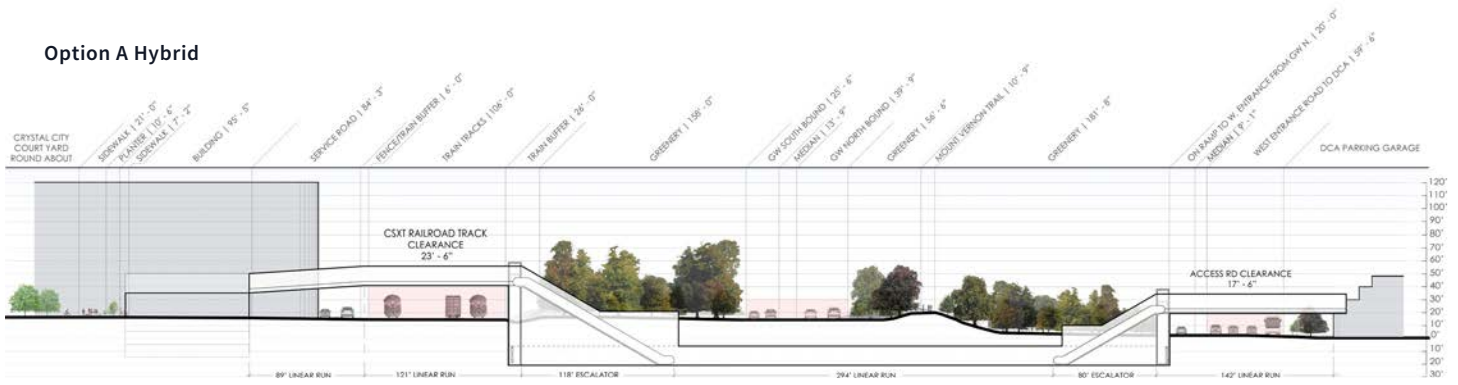 Option A Hybrid
CRYSTAL CITY
COURT YARD
ROUND ABOUT
SIDEWALK | 21' - 0"
PLANTER | 10' - 6"
SIDEWALK | 7' - 2"
BUILDING | 95' - 5"
SERVICE ROAD | 84' - 3"
FENCE/TRAIN BUFFER | 6' - 0"
TRAIN TRACKS | 106' - 0"
TRAIN BUFFER | 26' - 0"
GREENERY | 158' - 0"
GW SOUTH BOUND | 25' - 6"
MEDIAN | 13' - 9"
GW NORTH BOUND | 39' - 9"
GREENERY | 56' - 6"
MOUNT VERNON TRAIL | 10' - 9"
GREENERY | 181' - 8"
ON RAMP TO W. ENTRANCE FROM GW N. | 20' - 0"
MEDIAN | 9' - 1"
WEST ENTRANCE ROAD TO DCA | 59' - 6"
DCA PARKING GARAGE
CSXT RAILROAD TRACK
CLEARANCE
23' - 6"
ACCESS RD CLEARANCE
17' - 6"
120'
110'
100'
90'
80'
70'
60'
50'
40'
30'
20'
10'
0'
10'
20'
30'
89' LINEAR RUN
121' LINEAR RUN
118' ESCALATOR
294' LINEAR RUN
80' ESCALATOR
142' LINEAR RUN